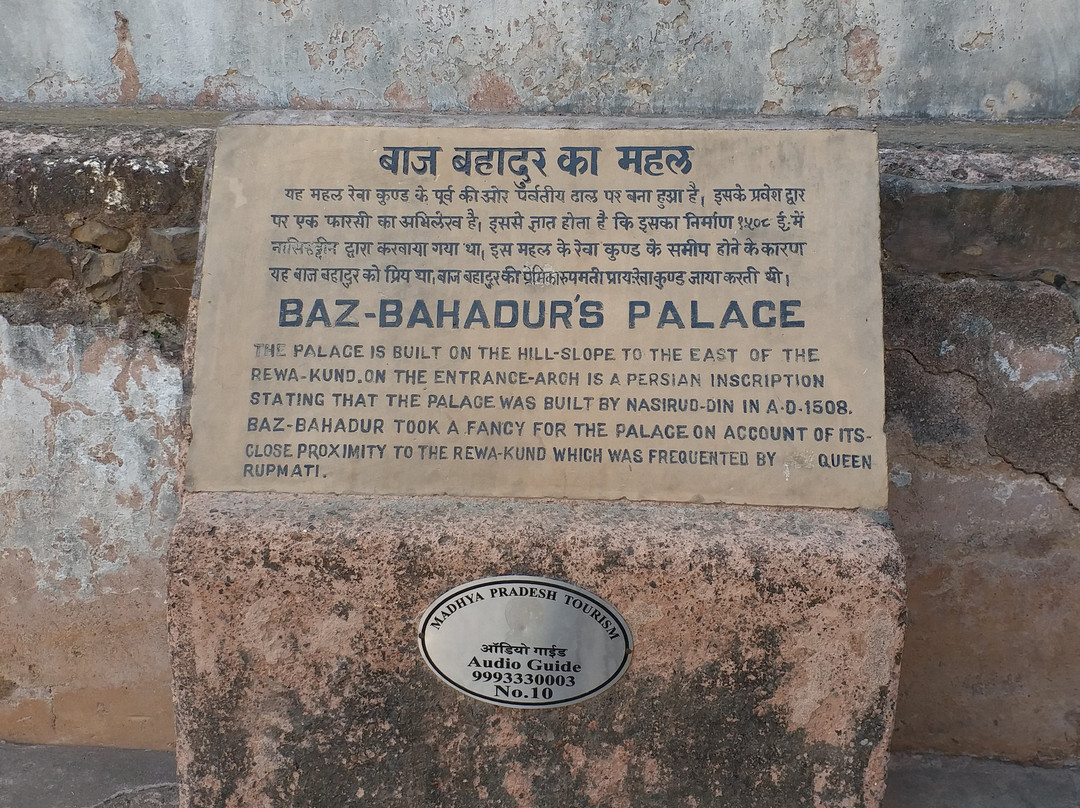 बाज बहादुर का महल
यह महल रेबा कुण्ड के पूर्व की ओर पर्वतीय ढाल पर बना हुआ है, इसके प्रवेश द्वार
पर एक फारसी का अभिलेख है, इससे ज्ञात होता है कि इसका निर्माण १५०८ ई. में
नासिरुद्दीन द्वारा करवाया गया था, इस महल के रेबा कुण्ड के समीप होने के कारण
यह बाज बहादुर को प्रिय था, बाज बहादुर की प्रेमिका रुपमती प्राय: रेबाकुण्ड जाया करती थी,
BAZ-BAHADUR'S PALACE
THE PALACE IS BUILT ON THE HILL-SLOPE TO THE EAST OF THE
REWA-KUND. ON THE ENTRANCE-ARCH IS A PERSIAN INSCRIPTION
STATING THAT THE PALACE WAS BUILT BY NASIRUD-DIN IN A.D. 1508.
BAZ-BAHADUR TOOK A FANCY FOR THE PALACE ON ACCOUNT OF ITS-
CLOSE PROXIMITY TO THE REWA-KUND WHICH WAS FREQUENTED BY QUEEN
RUPMATI.
MADHYA PRADESH TOURISM
ऑडियो गाईड
Audio Guide
9993330003
No.10